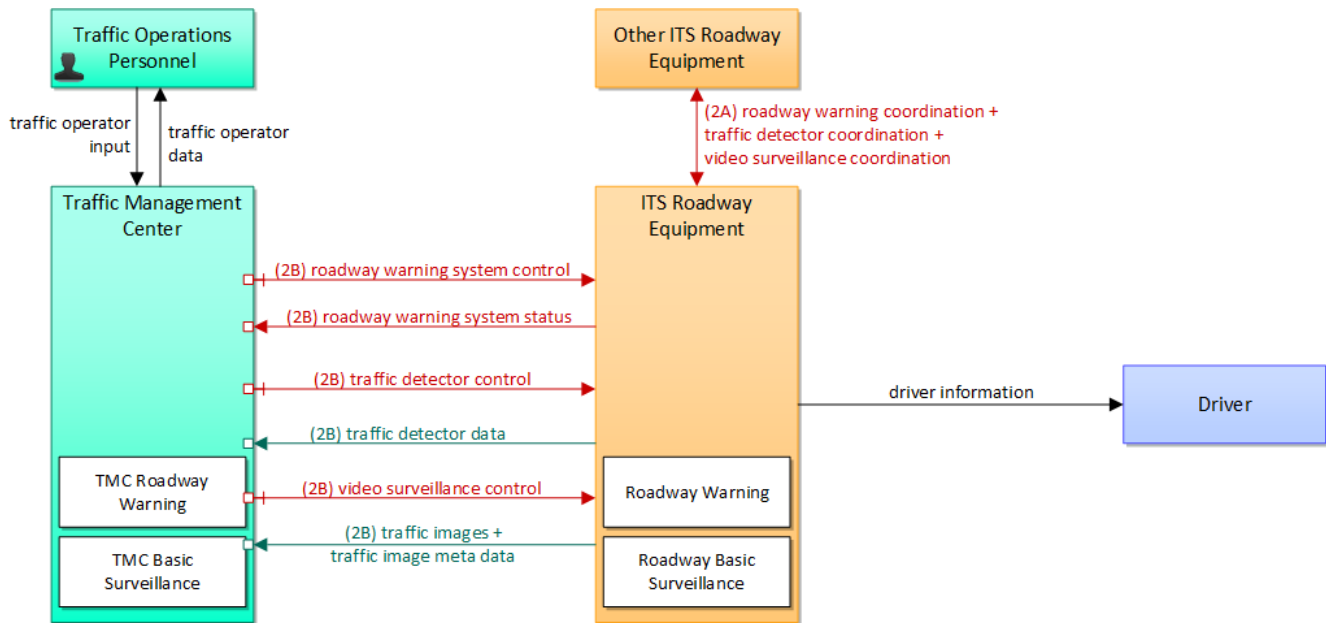 Traffic Operations
Personnel
Other ITS Roadway
Equipment
traffic operator
input
traffic operator
data
(2A) roadway warning coordination +
traffic detector coordination +
video surveillance coordination
Traffic Management
Center
ITS Roadway
Equipment
(2B) roadway warning system control
(2B) roadway warning system status
(2B) traffic detector control
driver information
Driver
(2B) traffic detector data
TMC Roadway
Warning
(2B) video surveillance control
Roadway Warning
(2B) traffic images +
traffic image meta data
TMC Basic
Surveillance
Roadway Basic
Surveillance